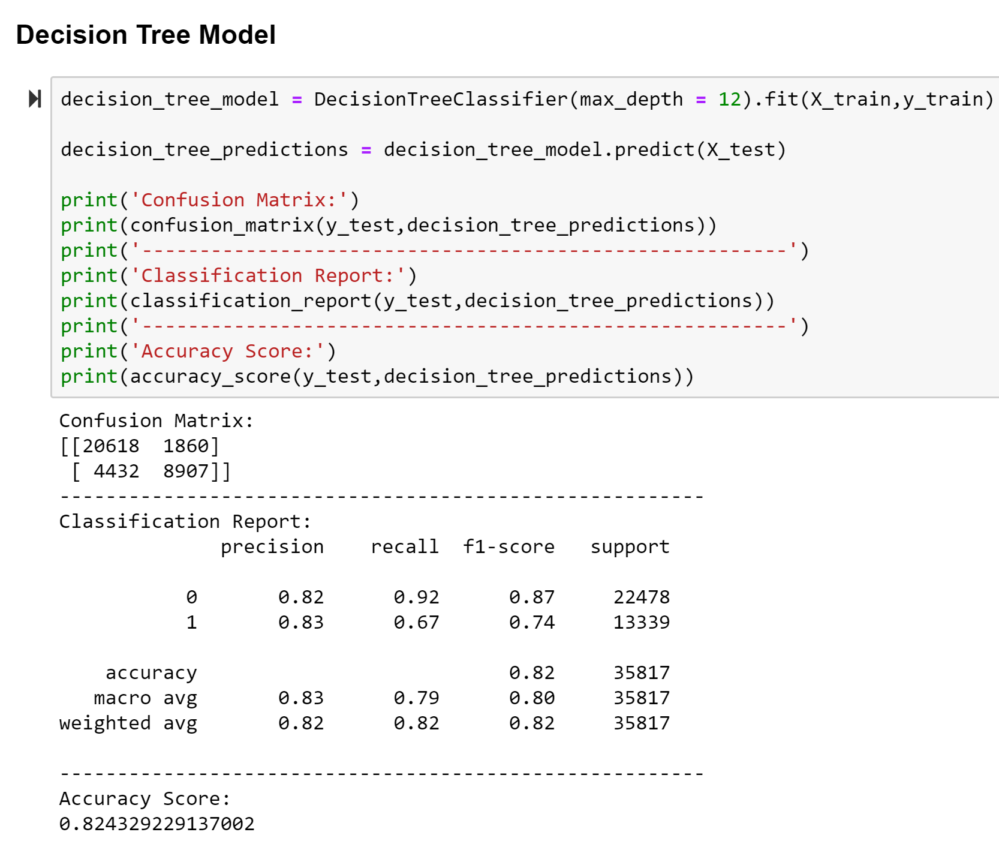 Decision Tree Model
decision_tree_model = DecisionTreeClassifier(max_depth = 12).fit(X_train,y_train)
decision_tree_predictions = decision_tree_model.predict(X_test)
print('Confusion Matrix:')
print(confusion_matrix(y_test,decision_tree_predictions))
print('--------------------------------------------------------')
print('Classification Report:')
print(classification_report(y_test,decision_tree_predictions))
print('--------------------------------------------------------')
print('Accuracy Score:')
print(accuracy_score(y_test,decision_tree_predictions))
Confusion Matrix:
[[20618  1860]
 [ 4432  8907]]
--------------------------------------------------------
Classification Report:
              precision    recall  f1-score   support
           0       0.82      0.92      0.87     22478
           1       0.83      0.67      0.74     13339
    accuracy                           0.82     35817
   macro avg       0.83      0.79      0.80     35817
weighted avg       0.82      0.82      0.82     35817
--------------------------------------------------------
Accuracy Score:
0.824329229137002